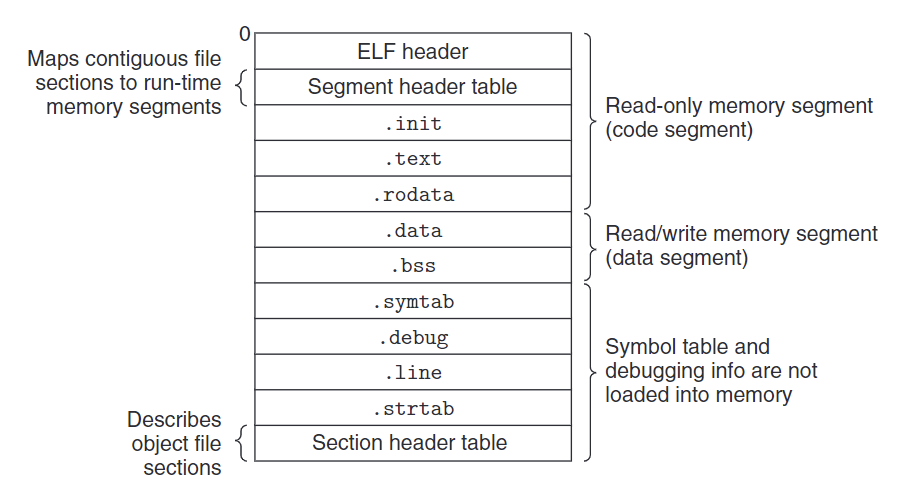 0
ELF header
Maps contiguous file
sections to run-time
memory segments
Segment header table
.init
.text
.rodata
Read-only memory segment
(code segment)
.data
.bss
Read/write memory segment
(data segment)
.symtab
.debug
.line
.strtab
Symbol table and
debugging info are not
loaded into memory
Describes
object file
sections
Section header table